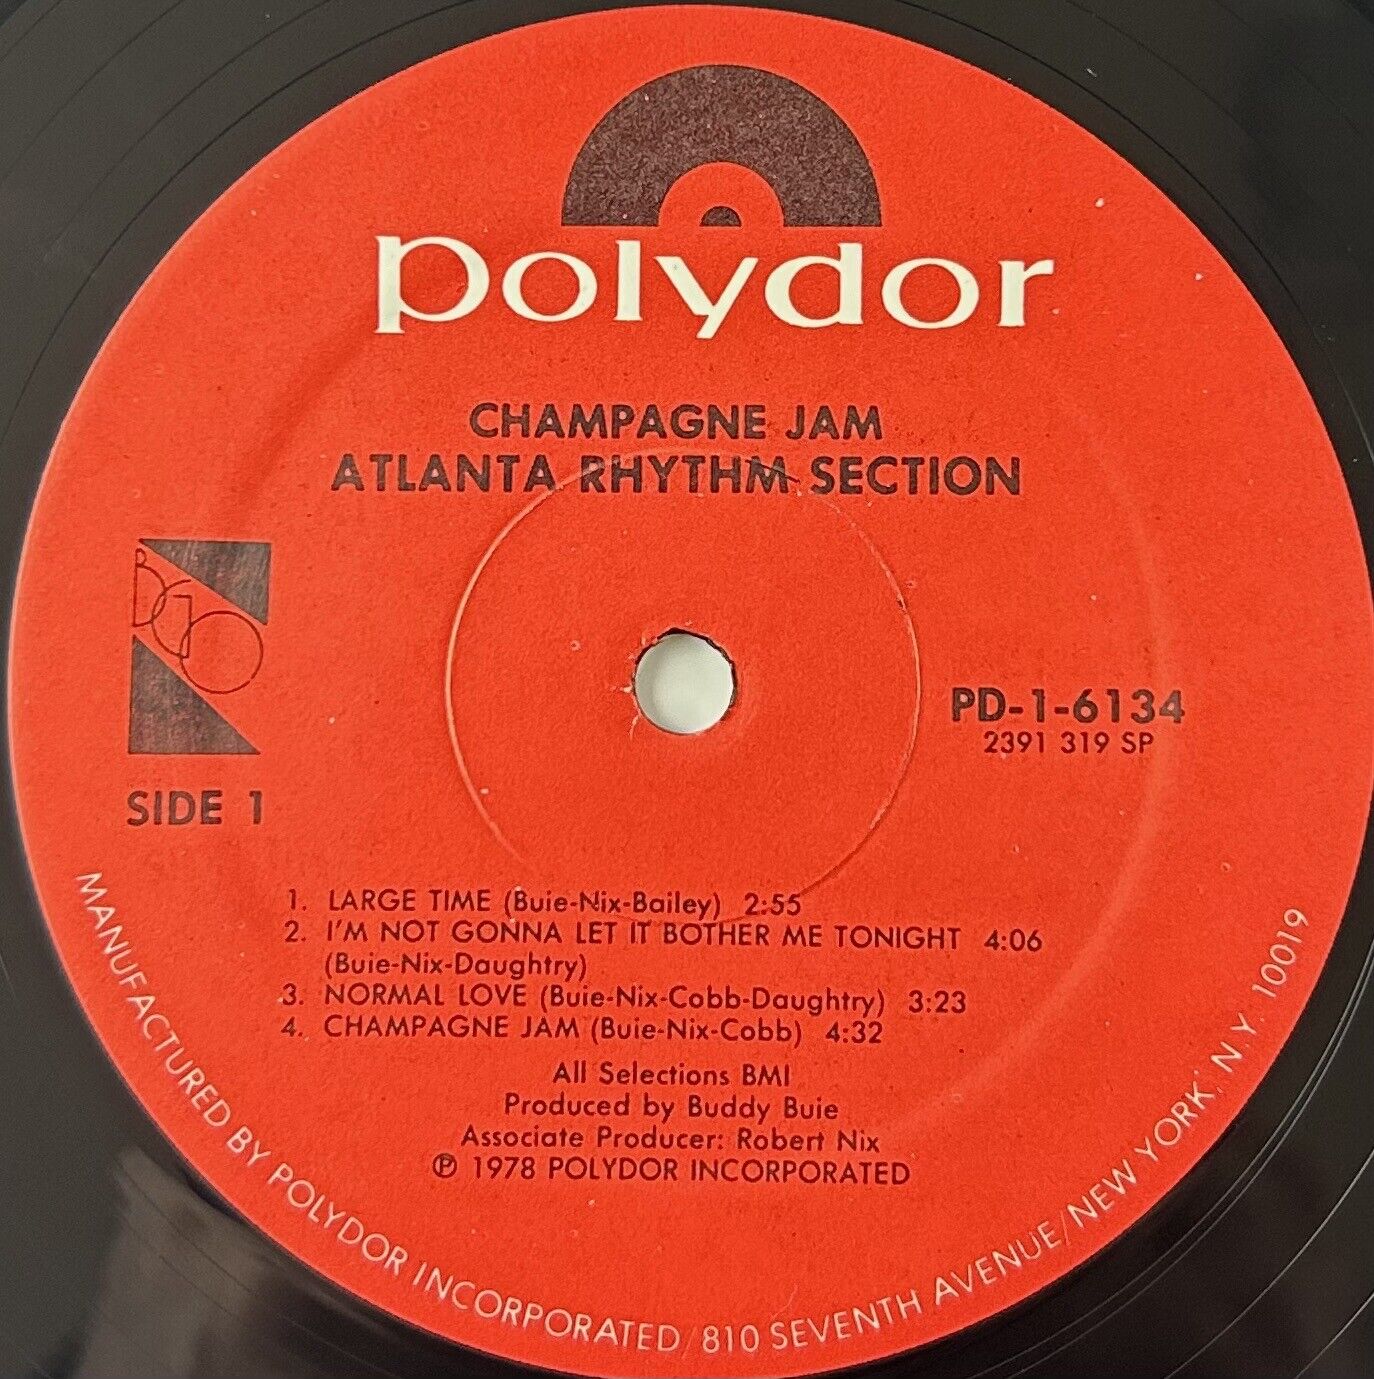 polydor
CHAMPAGNE JAM
ATLANTA RHYTHM SECTION
BGO
PD-1-6134
2391 319 SP
SIDE 1
1. LARGE TIME (Buie-Nix-Bailey) 2:55
2. I'M NOT GONNA LET IT BOTHER ME TONIGHT 4:06
(Buie-Nix-Daughtry)
3. NORMAL LOVE (Buie-Nix-Cobb-Daughtry) 3:23
4. CHAMPAGNE JAM (Buie-Nix-Cobb) 4:32
All Selections BMI
Produced by Buddy Buie
Associate Producer: Robert Nix
℗ 1978 POLYDOR INCORPORATED
MANUFACTURED BY POLYDOR INCORPORATED/810 SEVENTH AVENUE/NEW YORK, N.Y. 10019